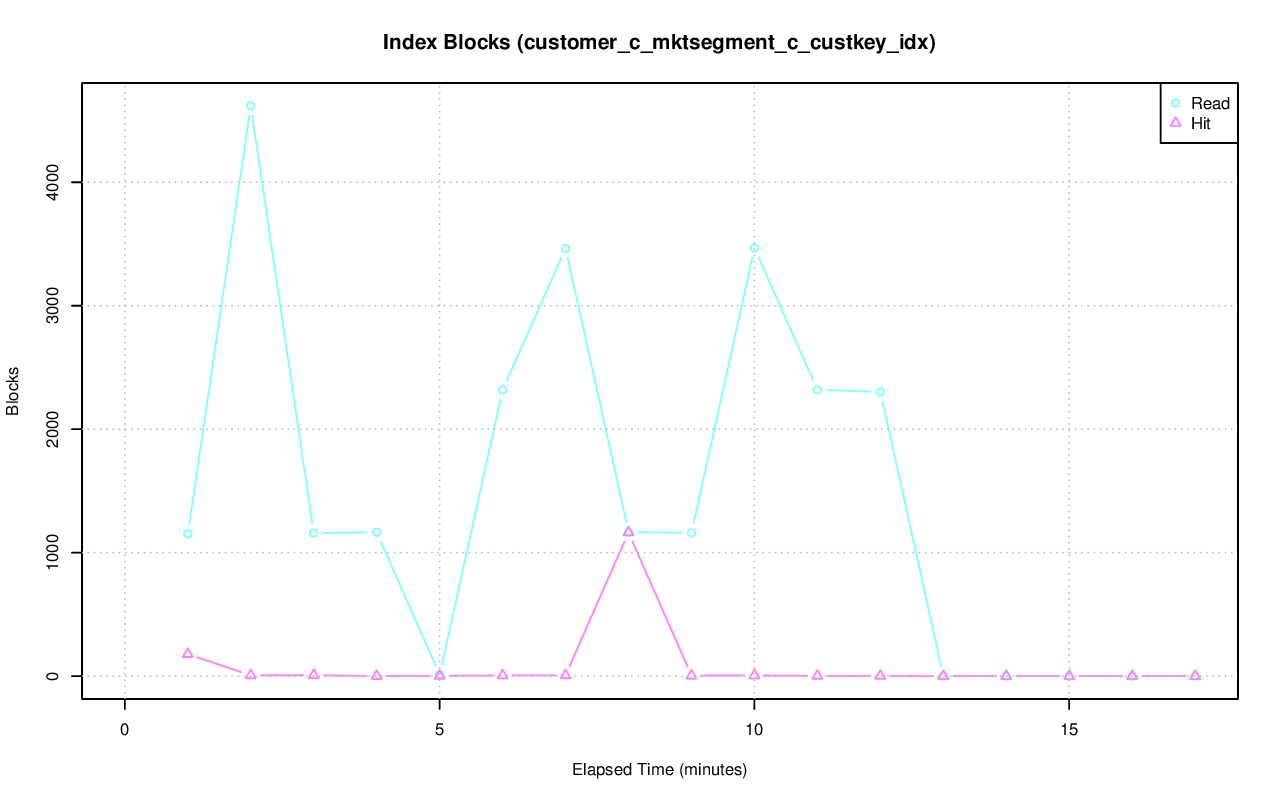 Index Blocks (customer_c_mktsegment_c_custkey_idx)
Read
Hit
Blocks
4000
3000
2000
1000
0
0 5 10 15
Elapsed Time (minutes)